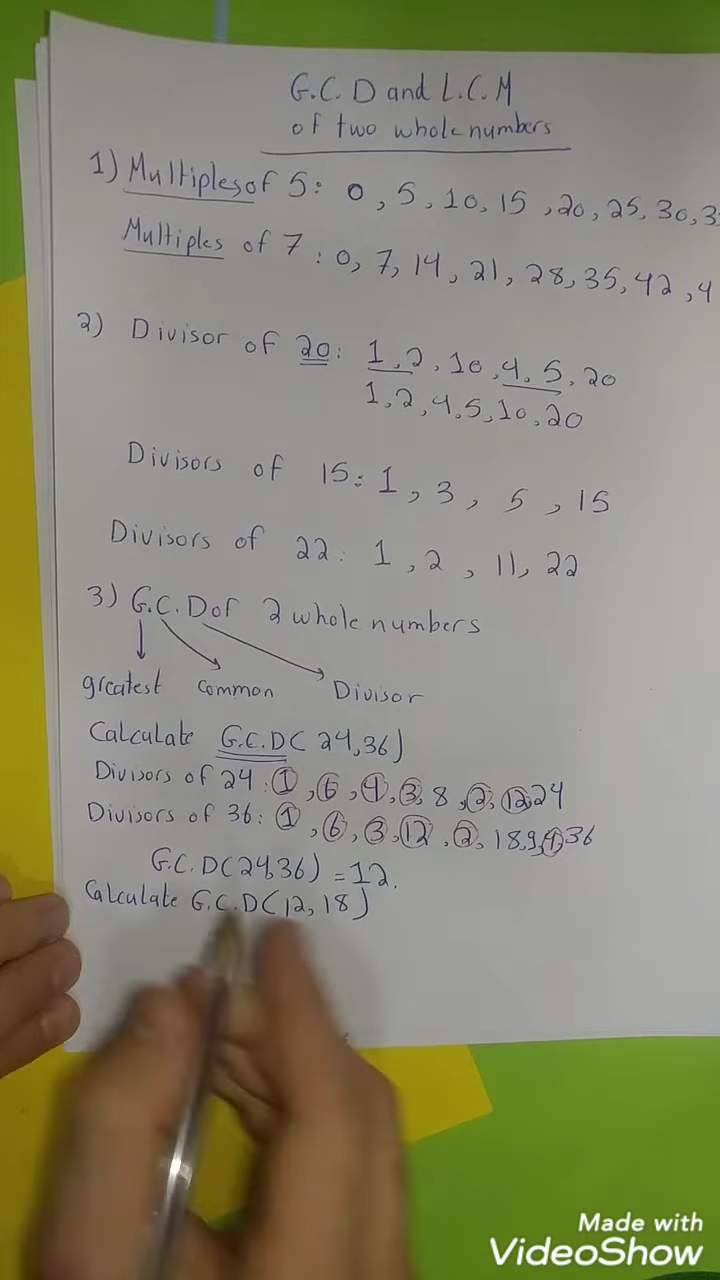 G.C.D and L.C.M
of two whole numbers
1) Multiples of 5: 0, 5, 10, 15, 20, 25, 30, 3
Multiples of 7: 0, 7, 14, 21, 28, 35, 42, 4
2) Divisor of 20: 1, 2, 10, 4, 5, 20
1, 2, 4, 5, 10, 20
Divisors of 15: 1, 3, 5, 15
Divisors of 22: 1, 2, 11, 22
3) G.C.D of 2 whole numbers
greatest common Divisor
Calculate G.C.D( 24,36)
Divisors of 24: 1, 6, 4, 3, 8, 2, 12, 24
Divisors of 36: 1, 6, 3, 12, 2, 18, 9, 4, 36
G.C.D(24,36) = 12.
Calculate G.C.D(12, 18)
Made with
VideoShow